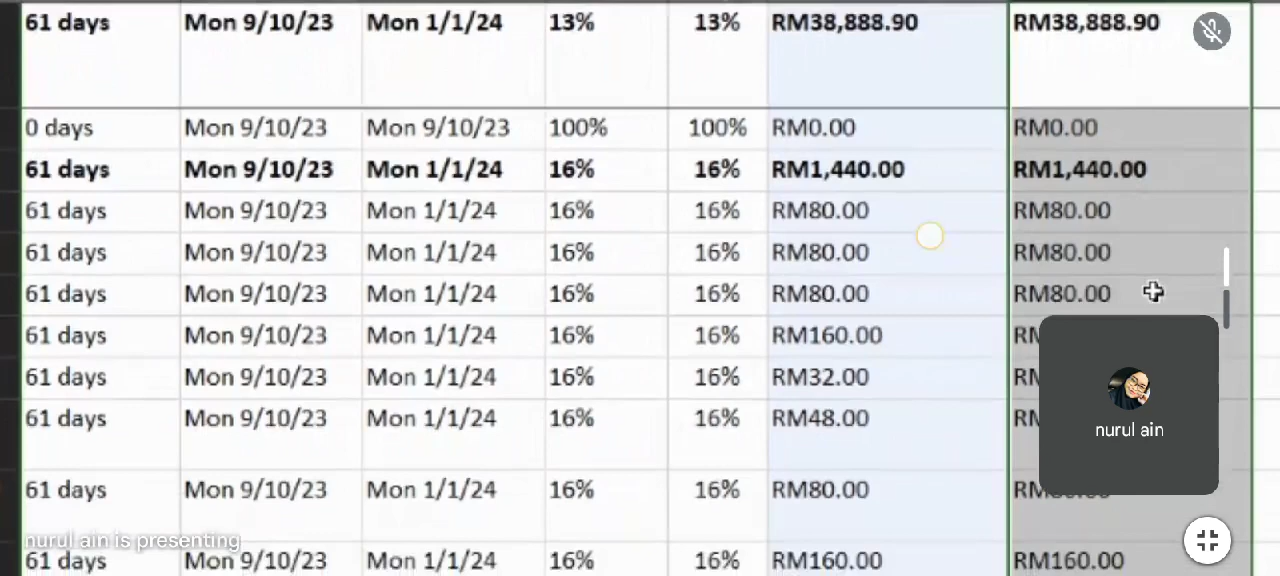 61 days Mon 9/10/23 Mon 1/1/24 13% 13% RM38,888.90 RM38,888.90
0 days Mon 9/10/23 Mon 9/10/23 100% 100% RM0.00 RM0.00
61 days Mon 9/10/23 Mon 1/1/24 16% 16% RM1,440.00 RM1,440.00
61 days Mon 9/10/23 Mon 1/1/24 16% 16% RM80.00 RM80.00
61 days Mon 9/10/23 Mon 1/1/24 16% 16% RM80.00 RM80.00
61 days Mon 9/10/23 Mon 1/1/24 16% 16% RM80.00 RM80.00
61 days Mon 9/10/23 Mon 1/1/24 16% 16% RM160.00
61 days Mon 9/10/23 Mon 1/1/24 16% 16% RM32.00
61 days Mon 9/10/23 Mon 1/1/24 16% 16% RM48.00
nurul ain
61 days Mon 9/10/23 Mon 1/1/24 16% 16% RM80.00
nurul ain is presenting
61 days Mon 9/10/23 Mon 1/1/24 16% 16% RM160.00 RM160.00